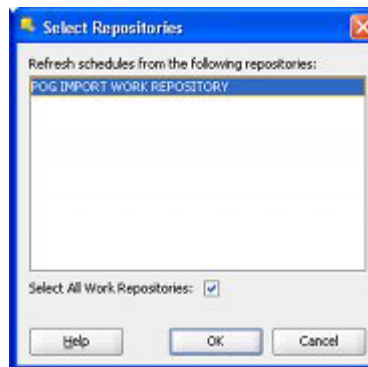 Select Repositories
Refresh schedules from the following repositories:
POG IMPORT WORK REPOSITORY
Select All Work Repositories:
Help OK Cancel